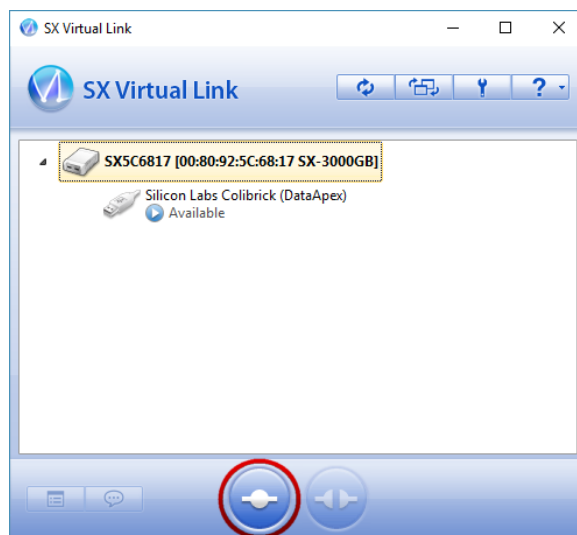 SX Virtual Link
SX Virtual Link
?
SX5C6817 [00:80:92:5C:68:17 SX-3000GB]
Silicon Labs Colibrick (DataApex)
Available